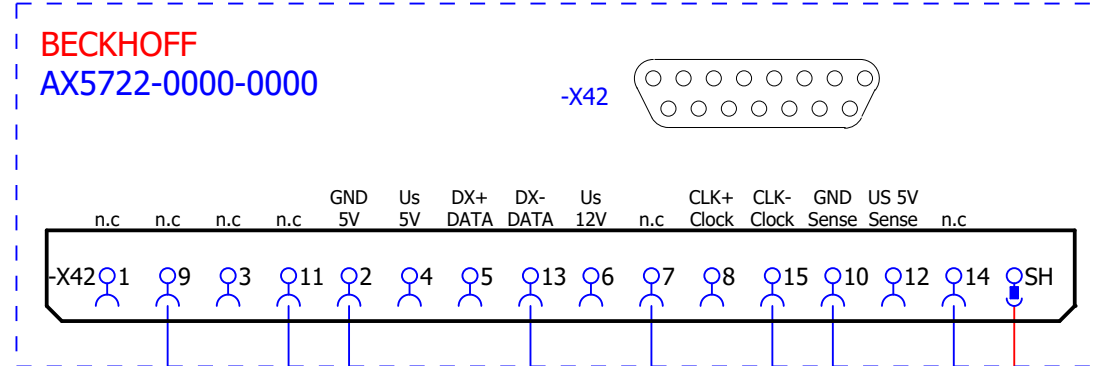 BECKHOFF
AX5722-0000-0000
-X42
GND Us DX+ DX- Us CLK+ CLK- GND US 5V
n.c n.c n.c n.c 5V 5V DATA DATA 12V n.c Clock Clock Sense Sense n.c
-X42 1 9 3 11 2 4 5 13 6 7 8 15 10 12 14 SH